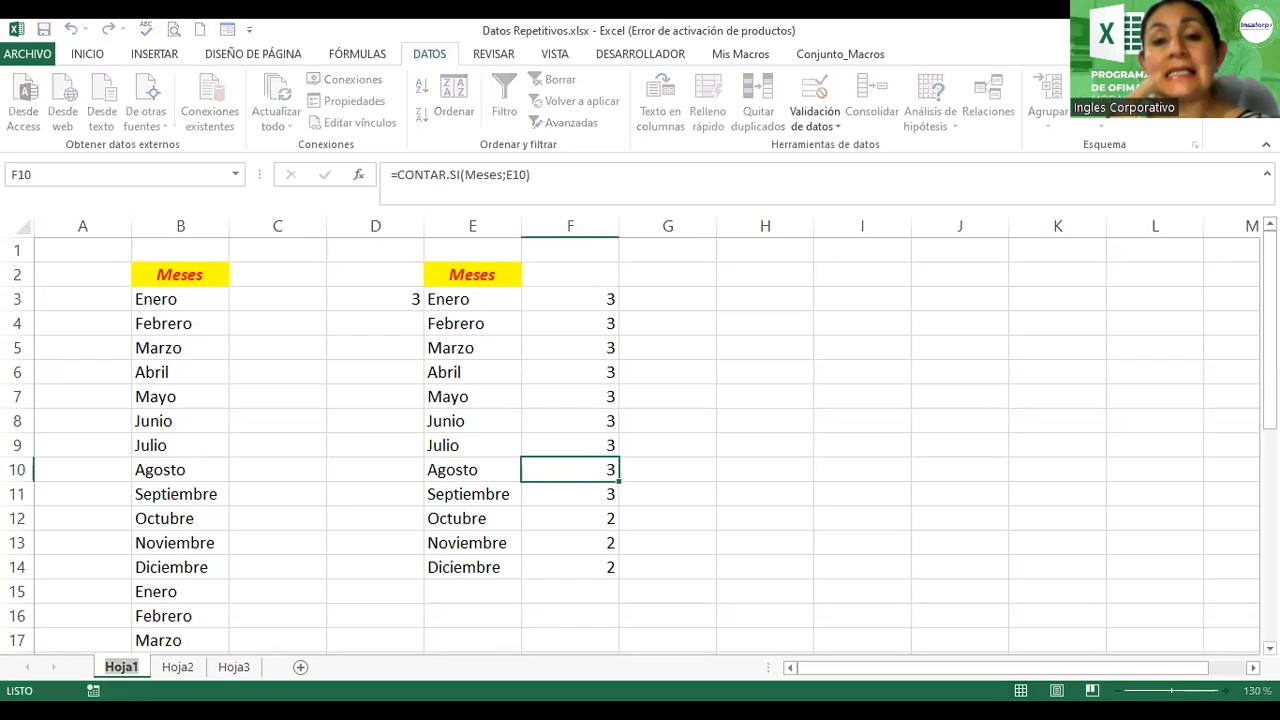 Datos Repetitivos.xlsx - Excel (Error de activación de productos)
ARCHIVO INICIO INSERTAR DISEÑO DE PÁGINA FÓRMULAS DATOS REVISAR VISTA DESARROLLADOR Mis Macros Conjunto_Macros
Desde Access
Desde web
Desde texto
De otras fuentes
Conexiones existentes
Actualizar todo
Conexiones
Propiedades
Editar vínculos
Ordenar
Filtro
Borrar
Volver a aplicar
Avanzadas
Texto en columnas
Relleno rápido
Quitar duplicados
Validación de datos
Consolidar
Análisis de hipótesis
Relaciones
Agrupar
Obtener datos externos Conexiones Ordenar y filtrar Herramientas de datos Esquema
PROGRAMA
DE OFIMA
Insaforp
Ingles Corporativo
F10 fx =CONTAR.SI(Meses;E10)
A B C D E F G H I J K L M
1
2 Meses Meses
3 Enero 3 Enero 3
4 Febrero Febrero 3
5 Marzo Marzo 3
6 Abril Abril 3
7 Mayo Mayo 3
8 Junio Junio 3
9 Julio Julio 3
10 Agosto Agosto 3
11 Septiembre Septiembre 3
12 Octubre Octubre 2
13 Noviembre Noviembre 2
14 Diciembre Diciembre 2
15 Enero
16 Febrero
17 Marzo
Hoja1 Hoja2 Hoja3
LISTO 130 %